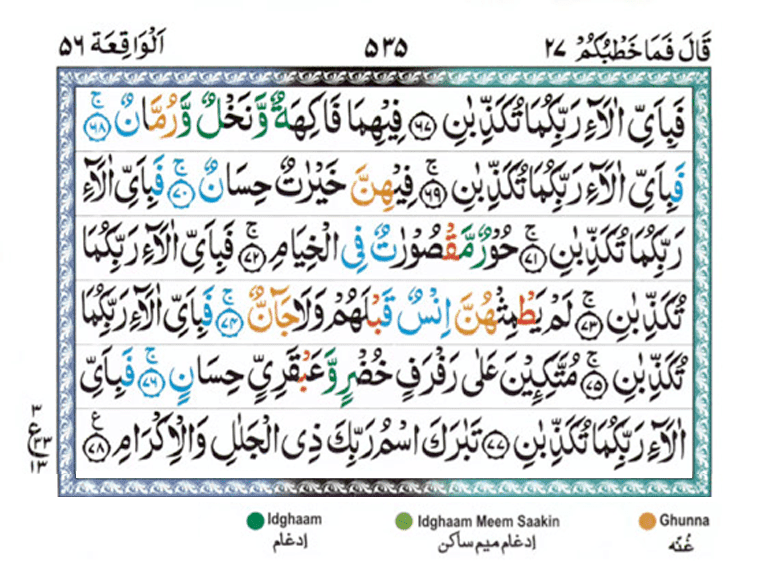 قَالَ فَمَا خَطْبُكُمْ ٢٧ ٥٣٥ اَلْوَاقِعَة ٥٦
فَبِاَىِّ اٰلَآءِ رَبِّكُمَا تُكَذِّبٰنِ ﴿٦٧﴾ۚ فِيْهِمَا فَاكِهَةٌ وَّنَخْلٌ وَّرُمَّانٌ ﴿٦٨﴾ۚ
فَبِاَىِّ اٰلَآءِ رَبِّكُمَا تُكَذِّبٰنِ ﴿٦٩﴾ۚ فِيْهِنَّ خَيْرٰتٌ حِسَانٌ ﴿٧٠﴾ۚ فَبِاَىِّ اٰلَآءِ
رَبِّكُمَا تُكَذِّبٰنِ ﴿٧١﴾ۚ حُوْرٌ مَّقْصُوْرٰتٌ فِى الْخِيَامِ ﴿٧٢﴾ۚ فَبِاَىِّ اٰلَآءِ رَبِّكُمَا
تُكَذِّبٰنِ ﴿٧٣﴾ۚ لَمْ يَطْمِثْهُنَّ اِنْسٌ قَبْلَهُمْ وَلَا جَآنٌّ ﴿٧٤﴾ۚ فَبِاَىِّ اٰلَآءِ رَبِّكُمَا
تُكَذِّبٰنِ ﴿٧٥﴾ۚ مُتَّكِـِٕيْنَ عَلٰى رَفْرَفٍ خُضْرٍ وَّعَبْقَرِىٍّ حِسَانٍ ﴿٧٦﴾ۚ فَبِاَىِّ
اٰلَآءِ رَبِّكُمَا تُكَذِّبٰنِ ﴿٧٧﴾ تَبٰرَكَ اسْمُ رَبِّكَ ذِى الْجَلٰلِ وَالْاِكْرَامِ ﴿٧٨﴾ۧ
٣
ع ٣٣
١٣
Idghaam Idghaam Meem Saakin Ghunna
ادغام ادغام میم ساکن غُنّه